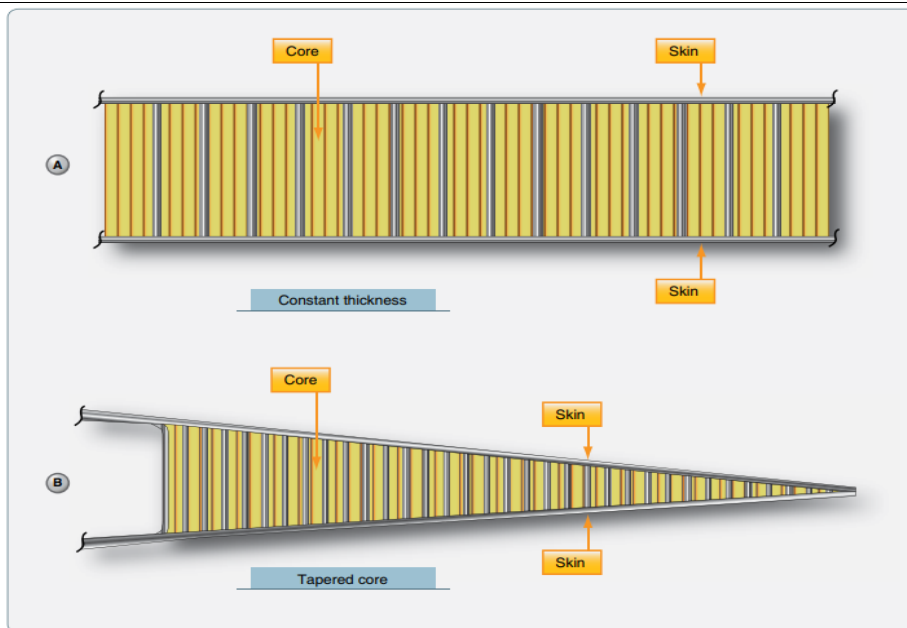 Core
Skin
A
Skin
Constant thickness
Core
Skin
B
Skin
Tapered core